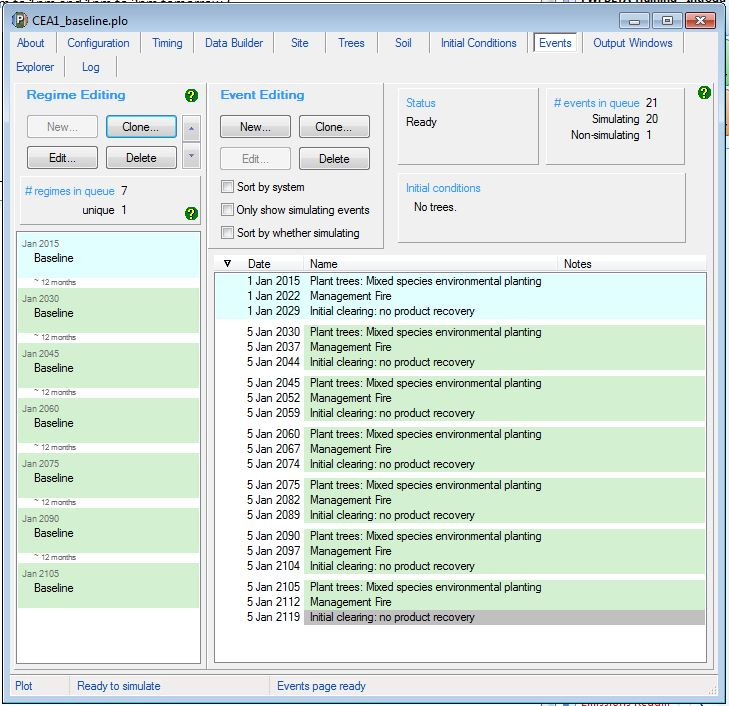 CEA1_baseline.plo
About Configuration Timing Data Builder Site Trees Soil Initial Conditions Events Output Windows
Explorer Log
Regime Editing
New... Clone...
Edit... Delete
# regimes in queue 7
unique 1
Jan 2015
Baseline
~ 12 months
Jan 2030
Baseline
~ 12 months
Jan 2045
Baseline
~ 12 months
Jan 2060
Baseline
~ 12 months
Jan 2075
Baseline
~ 12 months
Jan 2090
Baseline
~ 12 months
Jan 2105
Baseline
Event Editing
New... Clone...
Edit... Delete
Sort by system
Only show simulating events
Sort by whether simulating
Status
Ready
# events in queue 21
Simulating 20
Non-simulating 1
Initial conditions
No trees.
Date Name Notes
1 Jan 2015 Plant trees: Mixed species environmental planting
1 Jan 2022 Management Fire
1 Jan 2029 Initial clearing: no product recovery
5 Jan 2030 Plant trees: Mixed species environmental planting
5 Jan 2037 Management Fire
5 Jan 2044 Initial clearing: no product recovery
5 Jan 2045 Plant trees: Mixed species environmental planting
5 Jan 2052 Management Fire
5 Jan 2059 Initial clearing: no product recovery
5 Jan 2060 Plant trees: Mixed species environmental planting
5 Jan 2067 Management Fire
5 Jan 2074 Initial clearing: no product recovery
5 Jan 2075 Plant trees: Mixed species environmental planting
5 Jan 2082 Management Fire
5 Jan 2089 Initial clearing: no product recovery
5 Jan 2090 Plant trees: Mixed species environmental planting
5 Jan 2097 Management Fire
5 Jan 2104 Initial clearing: no product recovery
5 Jan 2105 Plant trees: Mixed species environmental planting
5 Jan 2112 Management Fire
5 Jan 2119 Initial clearing: no product recovery
Plot Ready to simulate Events page ready